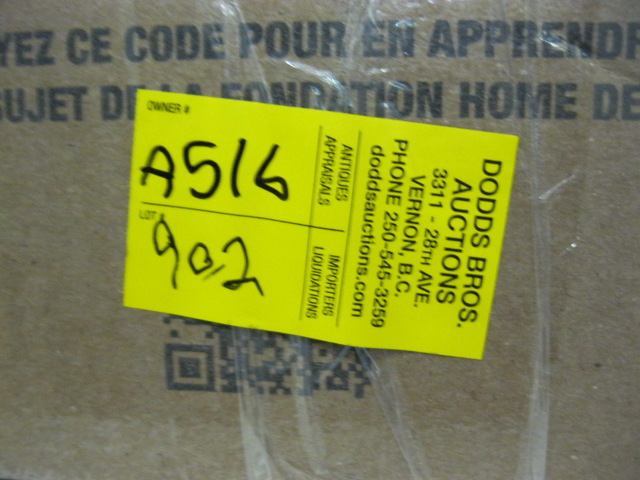 YEZ CE CODE POUR EN APPREND
SUJET DE LA FONDATION HOME DE
OWNER #
A516
LOT #
902
ANTIQUES
APPRAISALS
IMPORTERS
LIQUIDATIONS
DODDS BROS.
AUCTIONS
3311 - 28TH AVE.
VERNON, B.C.
PHONE 250-545-3259
doddsauctions.com